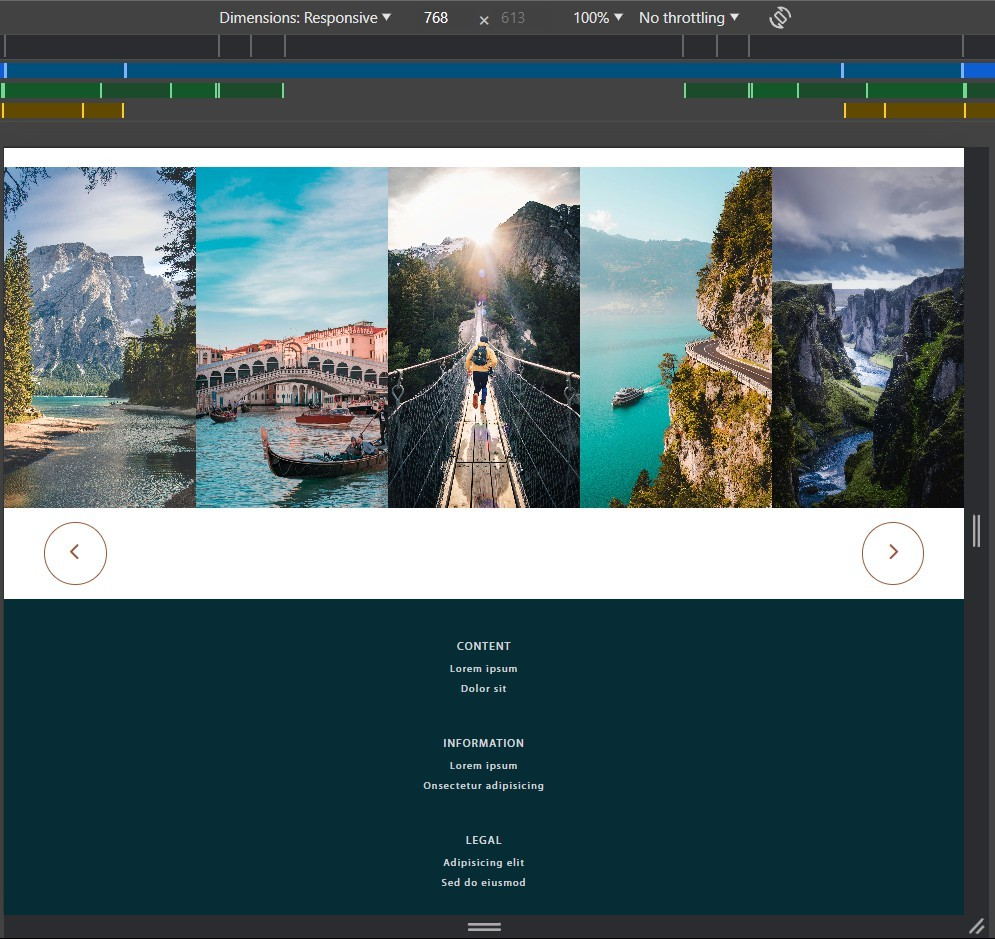 Dimensions: Responsive ▼ 768 × 613 100% ▼ No throttling ▼
CONTENT
Lorem ipsum
Dolor sit
INFORMATION
Lorem ipsum
Onsectetur adipisicing
LEGAL
Adipisicing elit
Sed do eiusmod